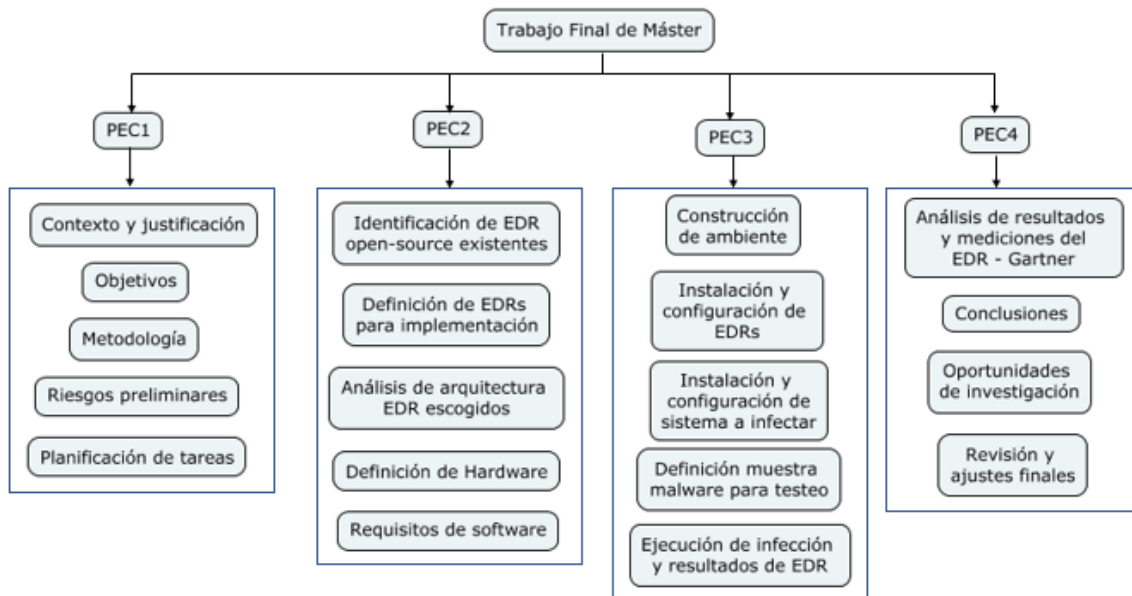 Trabajo Final de Máster
PEC1
PEC2
PEC3
PEC4
Contexto y justificación
Objetivos
Metodología
Riesgos preliminares
Planificación de tareas
Identificación de EDR
open-source existentes
Definición de EDRs
para implementación
Análisis de arquitectura
EDR escogidos
Definición de Hardware
Requisitos de software
Construcción
de ambiente
Instalación y
configuración de
EDRs
Instalación y
configuración de
sistema a infectar
Definición muestra
malware para testeo
Ejecución de infección
y resultados de EDR
Análisis de resultados
y mediciones del
EDR - Gartner
Conclusiones
Oportunidades
de investigación
Revisión y
ajustes finales